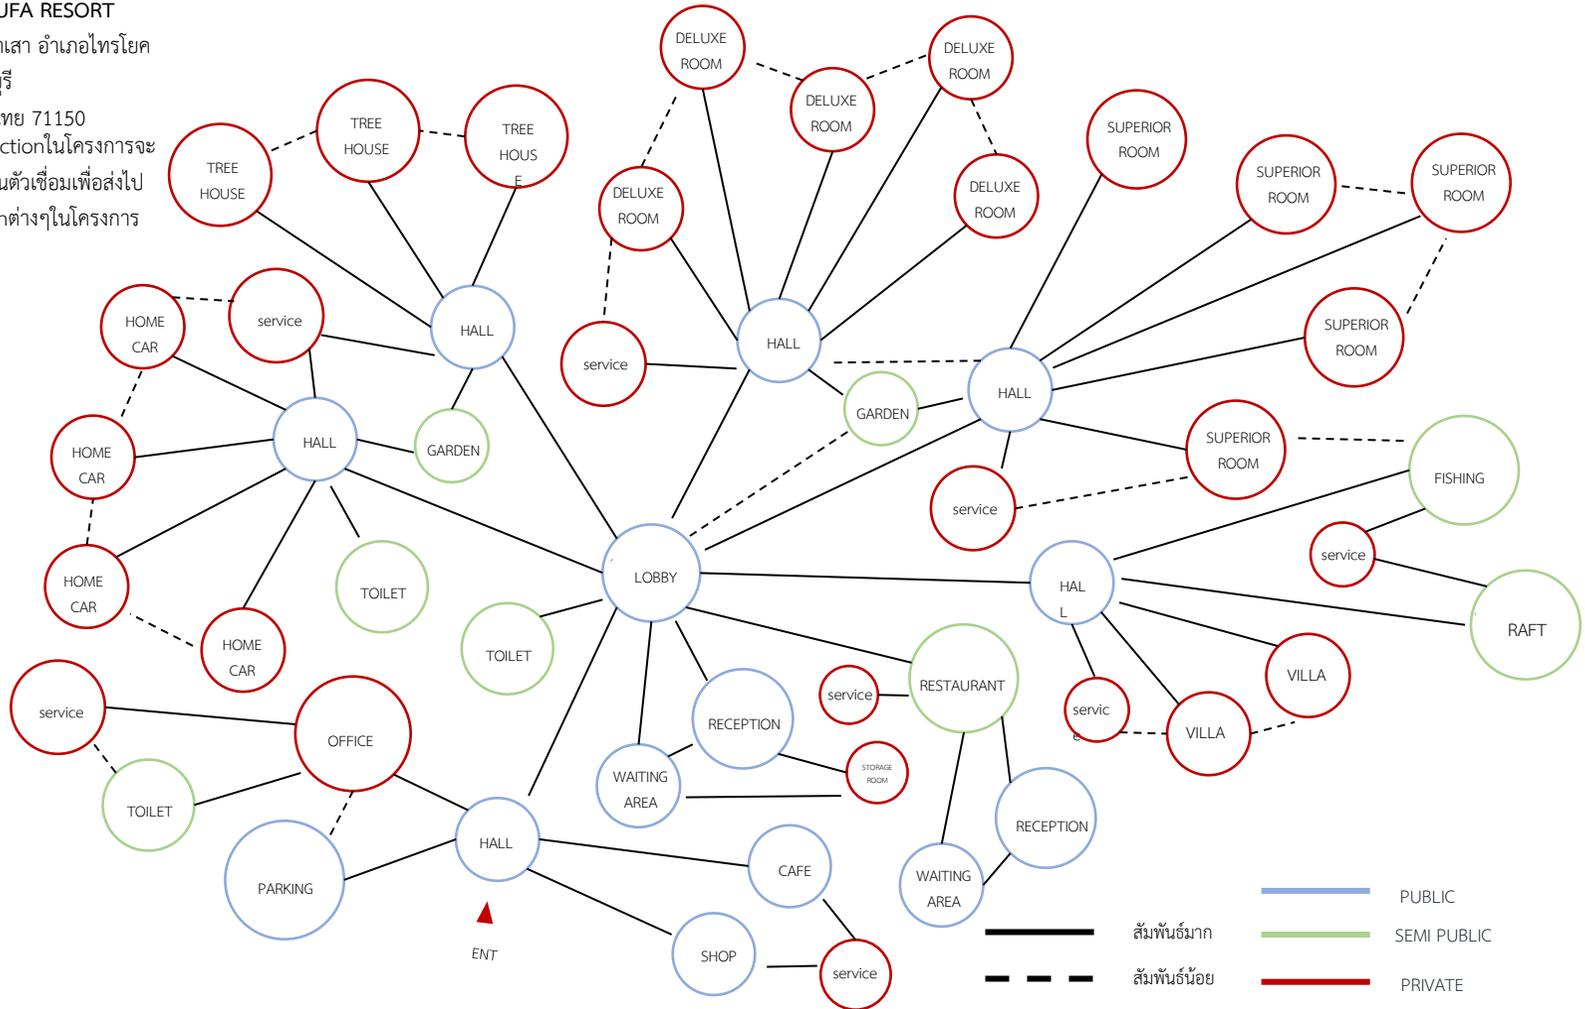 UFA RESORT
าเสา อำเภอไทรโยค
รี
ทย 71150
ctionในโครงการจะ
นตัวเชื่อมเพื่อส่งไป
nต่างๆในโครงการ
DELUXE
ROOM
DELUXE
ROOM
DELUXE
ROOM
TREE
HOUSE
TREE
HOUSE
TREE
HOUS
E
DELUXE
ROOM
DELUXE
ROOM
SUPERIOR
ROOM
SUPERIOR
ROOM
SUPERIOR
ROOM
SUPERIOR
ROOM
HOME
CAR
service
HALL
HALL
service
HALL
GARDEN
HOME
CAR
HALL
GARDEN
SUPERIOR
ROOM
FISHING
service
service
HOME
CAR
TOILET
LOBBY
HAL
L
RAFT
HOME
CAR
TOILET
service
OFFICE
RECEPTION
service
RESTAURANT
servic
e
VILLA
VILLA
WAITING
AREA
STORAGE
ROOM
TOILET
PARKING
HALL
CAFE
RECEPTION
WAITING
AREA
ENT
SHOP
service
สัมพันธ์มาก
สัมพันธ์น้อย
PUBLIC
SEMI PUBLIC
PRIVATE